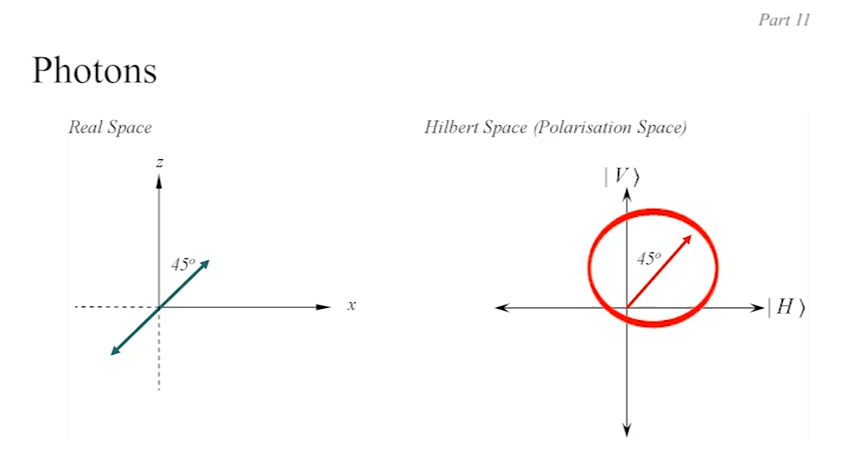 Part 11
Photons
Real Space
Hilbert Space (Polarisation Space)
z
45°
x
| V ⟩
45°
| H ⟩